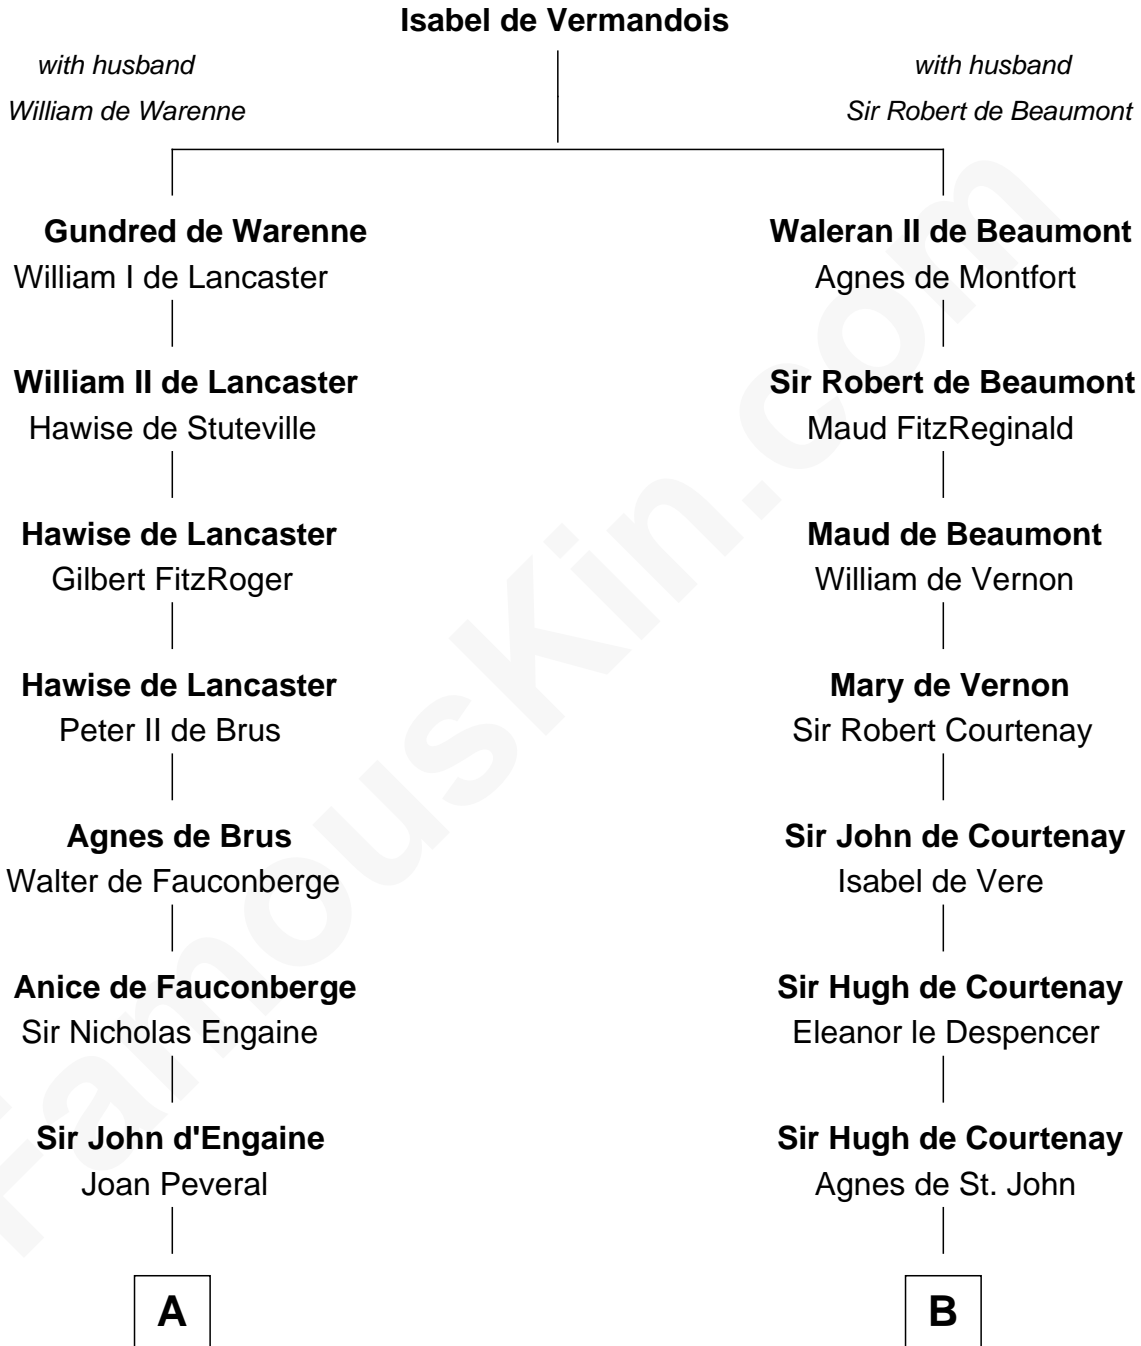 Isabel de Vermandois
with husband
William de Warenne
with husband
Sir Robert de Beaumont
Gundred de Warenne
William I de Lancaster
Waleran II de Beaumont
Agnes de Montfort
William II de Lancaster
Hawise de Stuteville
Sir Robert de Beaumont
Maud FitzReginald
Hawise de Lancaster
Gilbert FitzRoger
Maud de Beaumont
William de Vernon
Hawise de Lancaster
Peter II de Brus
Mary de Vernon
Sir Robert Courtenay
Agnes de Brus
Walter de Fauconberge
Sir John de Courtenay
Isabel de Vere
Anice de Fauconberge
Sir Nicholas Engaine
Sir Hugh de Courtenay
Eleanor le Despencer
Sir John d'Engaine
Joan Peveral
Sir Hugh de Courtenay
Agnes de St. John
A
B
FamousKin.com